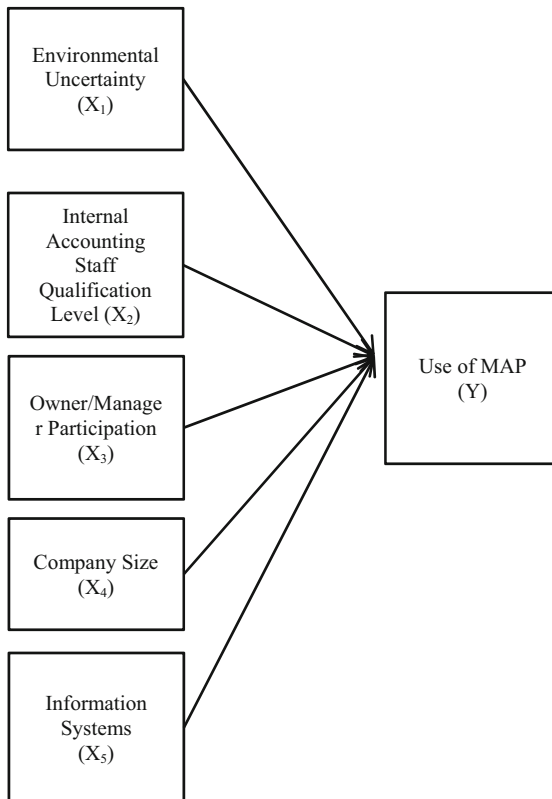 Environmental
Uncertainty
(X₁)
Internal
Accounting
Staff
Qualification
Level (X₂)
Owner/Manage
r Participation
(X₃)
Company Size
(X₄)
Information
Systems
(X₅)
Use of MAP
(Y)